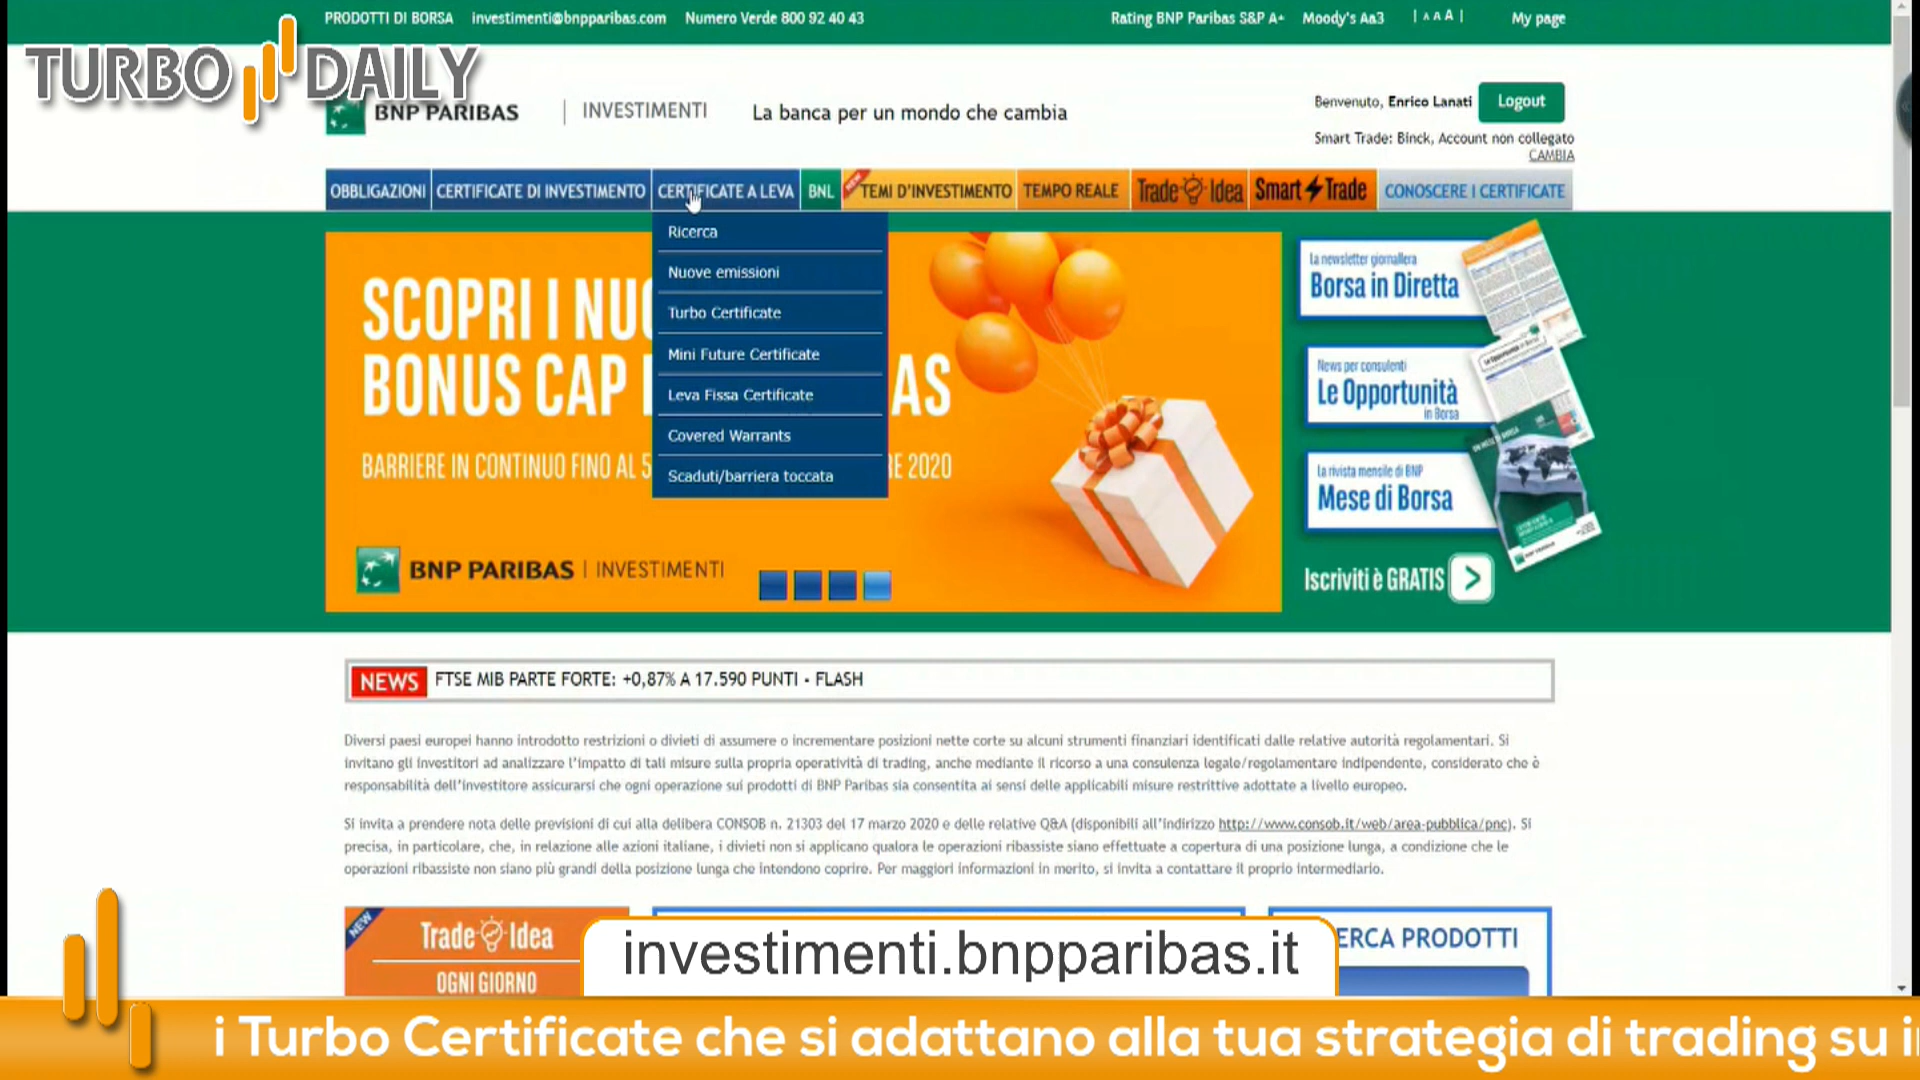 PRODOTTI DI BORSA investimenti@bnpparibas.com Numero Verde 800 92 40 43 Rating BNP Paribas S&P A+ Moody's Aa3 | A A A | My page
TURBO DAILY
BNP PARIBAS | INVESTIMENTI La banca per un mondo che cambia
Benvenuto, Enrico Lanati Logout
Smart Trade: Binck, Account non collegato
CAMBIA
OBBLIGAZIONI CERTIFICATE DI INVESTIMENTO CERTIFICATE A LEVA BNL NEW TEMI D'INVESTIMENTO TEMPO REALE Trade Idea Smart Trade CONOSCERE I CERTIFICATE
Ricerca
Nuove emissioni
Turbo Certificate
Mini Future Certificate
Leva Fissa Certificate
Covered Warrants
Scaduti/barriera toccata
SCOPRI I NU
BONUS CAP AS
BARRIERE IN CONTINUO FINO AL 5 RE 2020
BNP PARIBAS | INVESTIMENTI
La newsletter giornaliera
Borsa in Diretta
News per consulenti
Le Opportunità
in Borsa
La rivista mensile di BNP
Mese di Borsa
Iscriviti è GRATIS
NEWS FTSE MIB PARTE FORTE: +0,87% A 17.590 PUNTI - FLASH
Diversi paesi europei hanno introdotto restrizioni o divieti di assumere o incrementare posizioni nette corte su alcuni strumenti finanziari identificati dalle relative autorità regolamentari. Si
invitano gli investitori ad analizzare l'impatto di tali misure sulla propria operatività di trading, anche mediante il ricorso a una consulenza legale/regolamentare indipendente, considerato che è
responsabilità dell'investitore assicurarsi che ogni operazione sui prodotti di BNP Paribas sia consentita ai sensi delle applicabili misure restrittive adottate a livello europeo.
Si invita a prendere nota delle previsioni di cui alla delibera CONSOB n. 21303 del 17 marzo 2020 e delle relative Q&A (disponibili all'indirizzo http://www.consob.it/web/area-pubblica/pnc). Si
precisa, in particolare, che, in relazione alle azioni italiane, i divieti non si applicano qualora le operazioni ribassiste siano effettuate a copertura di una posizione lunga, a condizione che le
operazioni ribassiste non siano più grandi della posizione lunga che intendono coprire. Per maggiori informazioni in merito, si invita a contattare il proprio intermediario.
NEW Trade Idea
OGNI GIORNO
ERCA PRODOTTI
investimenti.bnpparibas.it
i Turbo Certificate che si adattano alla tua strategia di trading su i